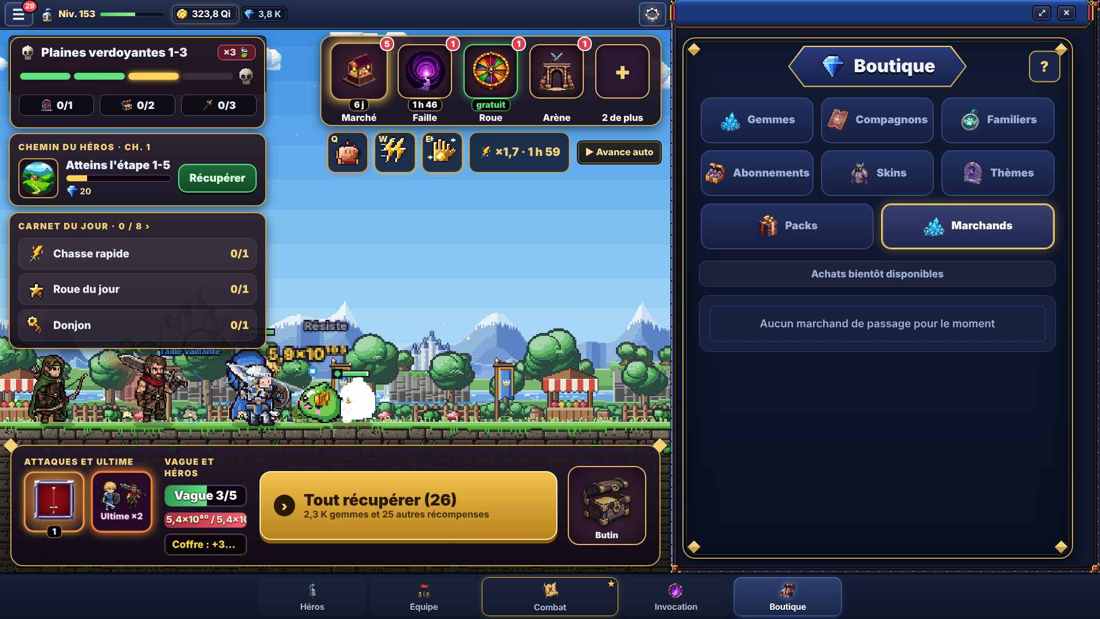 28
Niv. 153
323,8 Qi
3,8 K
Plaines verdoyantes 1-3
×3
0/1
0/2
0/3
5
1
1
1
6 j
1 h 46
gratuit
+
Marché
Faille
Roue
Arène
2 de plus
CHEMIN DU HÉROS · CH. 1
Atteins l'étape 1-5
20
Récupérer
Q
W
E
×1,7 · 1 h 59
Avance auto
CARNET DU JOUR · 0 / 8 ›
Chasse rapide
0/1
Roue du jour
0/1
Donjon
0/1
Résiste
Taille vaillante
ATTAQUES ET ULTIME
1
Ultime ×2
VAGUE ET
HÉROS
Vague 3/5
Coffre : +3...
Tout récupérer (26)
2,3 K gemmes et 25 autres récompenses
Butin
Héros
Équipe
Combat
Invocation
Boutique
Boutique
?
Gemmes
Compagnons
Familiers
Abonnements
Skins
Thèmes
Packs
Marchands
Achats bientôt disponibles
Aucun marchand de passage pour le moment